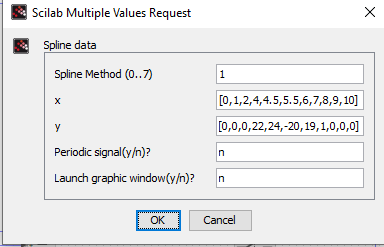 Scilab Multiple Values Request
Spline data
Spline Method (0..7) 1
x [0,1,2,4,4.5,5.5,6,7,8,9,10]
y [0,0,0,22,24,-20,19,1,0,0,0]
Periodic signal(y/n)? n
Launch graphic window(y/n)? n
OK Cancel